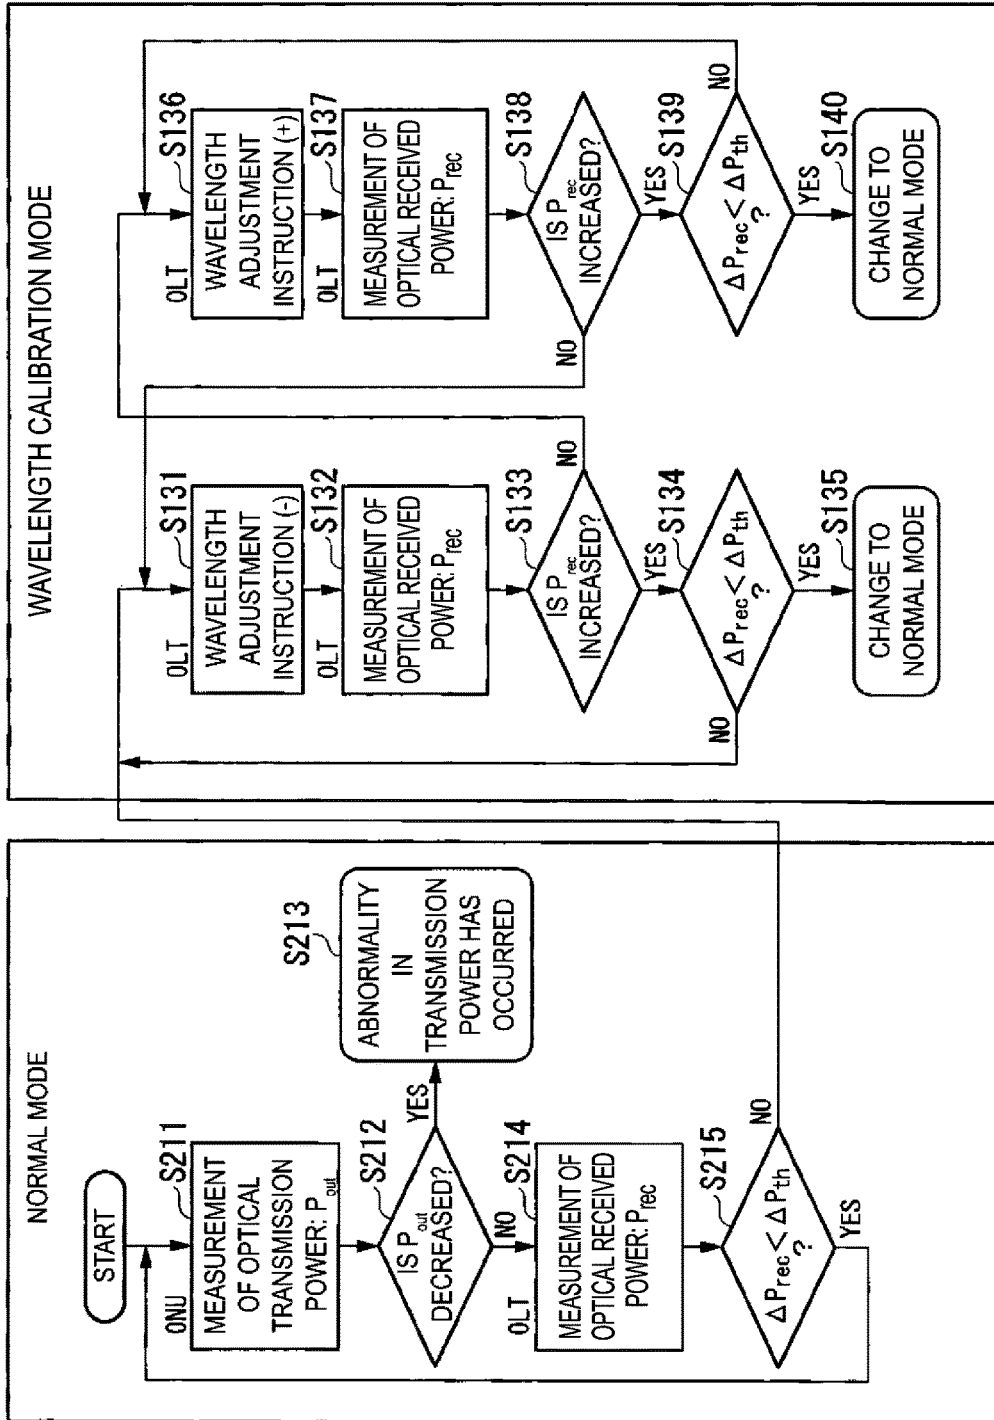 NORMAL MODE
START
ONU
S211
MEASUREMENT
OF OPTICAL
TRANSMISSION
POWER: Pout
S212
IS Pout
DECREASED?
YES
S213
ABNORMALITY
IN
TRANSMISSION
POWER HAS
OCCURRED
NO
OLT
S214
MEASUREMENT OF
OPTICAL RECEIVED
POWER: Prec
S215
ΔPrec<ΔPth
?
NO
YES
WAVELENGTH CALIBRATION MODE
OLT
S131
WAVELENGTH
ADJUSTMENT
INSTRUCTION (-)
OLT
S132
MEASUREMENT OF
OPTICAL RECEIVED
POWER: Prec
S133
IS Prec
INCREASED?
NO
YES
S134
ΔPrec<ΔPth
?
NO
YES
S135
CHANGE TO
NORMAL MODE
OLT
S136
WAVELENGTH
ADJUSTMENT
INSTRUCTION (+)
OLT
S137
MEASUREMENT OF
OPTICAL RECEIVED
POWER: Prec
S138
IS Prec
INCREASED?
NO
YES
S139
ΔPrec<ΔPth
?
NO
YES
S140
CHANGE TO
NORMAL MODE